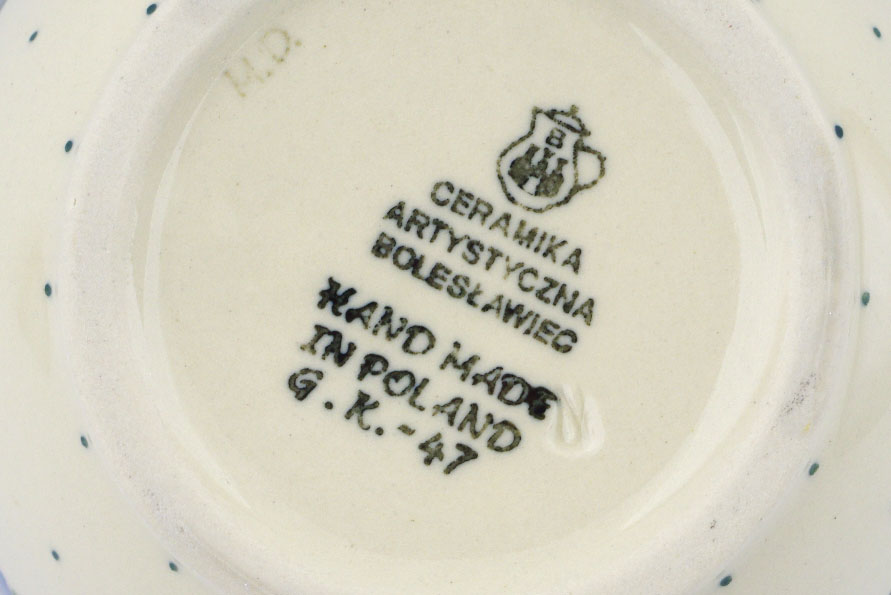 M.D.
B
CERAMIKA
ARTYSTYCZNA
BOLESŁAWIEC
HAND MADE
IN POLAND
G.K.-47